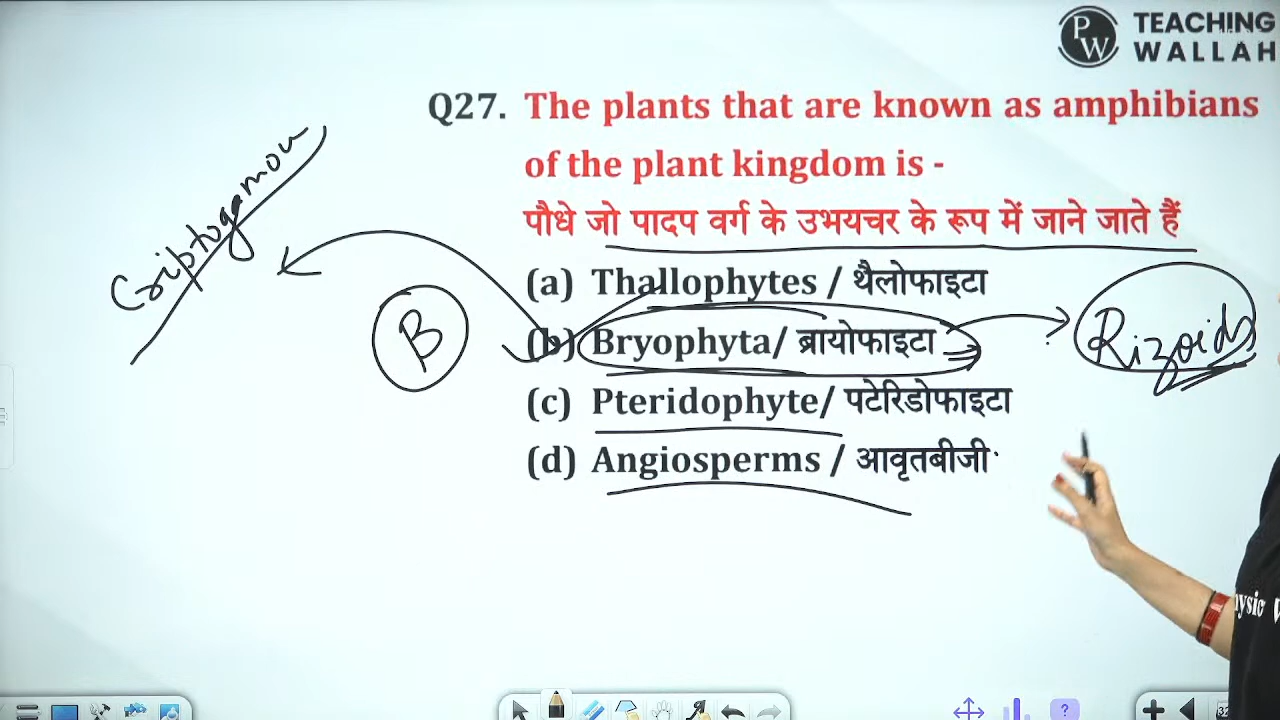 TEACHING
WALLAH
PW
Q27. The plants that are known as amphibians
of the plant kingdom is -
पौधे जो पादप वर्ग के उभयचर के रूप में जाने जाते हैं
(a) Thallophytes / थैलोफाइटा
(b) Bryophyta/ ब्रायोफाइटा
(c) Pteridophyte/ पटेरिडोफाइटा
(d) Angiosperms / आवृतबीजी
Criptogamou
B
Rizoids
?